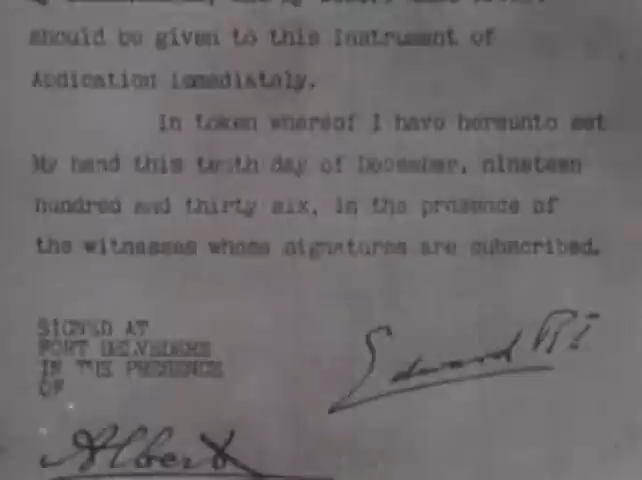 should be given to this Instrument of
Abdication immediately.
In token whereof I have hereunto set
My hand this tenth day of December, nineteen
hundred and thirty six, in the presence of
the witnesses whose signatures are subscribed.
SIGNED AT
FORT BELVEDERE
IN THE PRESENCE
OF
Edward RI
Albert